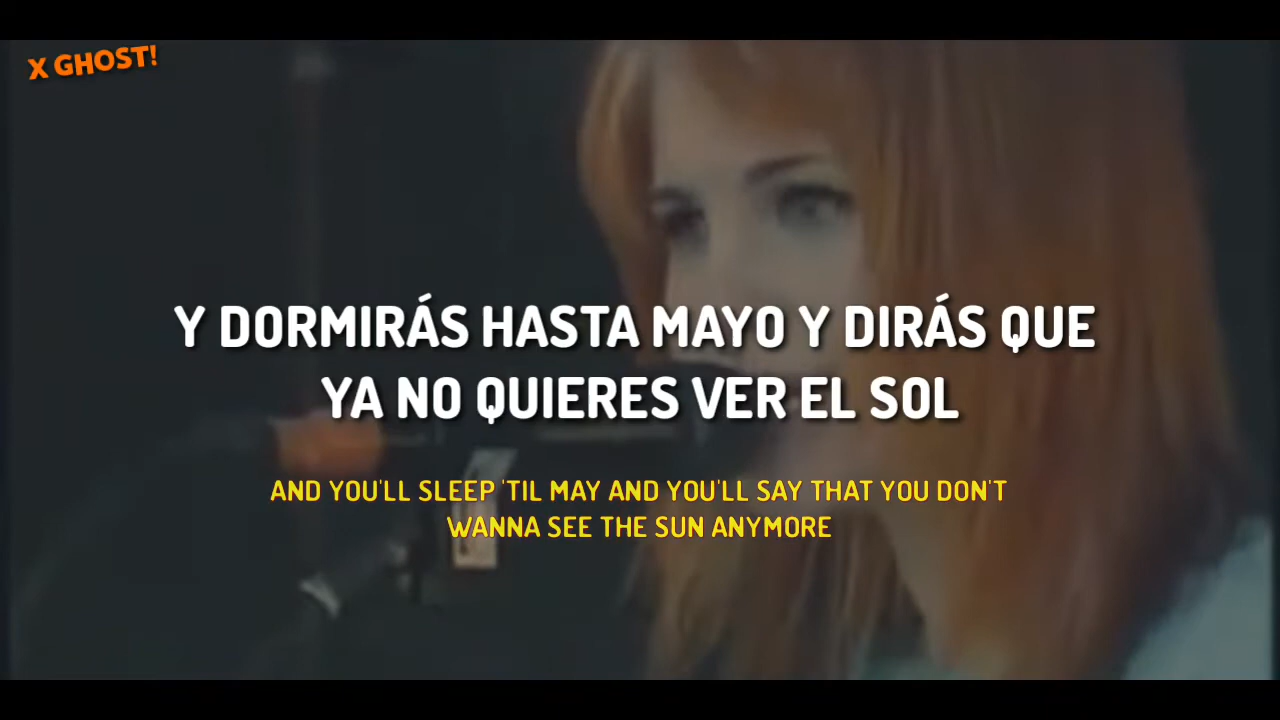 X GHOST!
Y DORMIRÁS HASTA MAYO Y DIRÁS QUE
YA NO QUIERES VER EL SOL
AND YOU'LL SLEEP 'TIL MAY AND YOU'LL SAY THAT YOU DON'T
WANNA SEE THE SUN ANYMORE